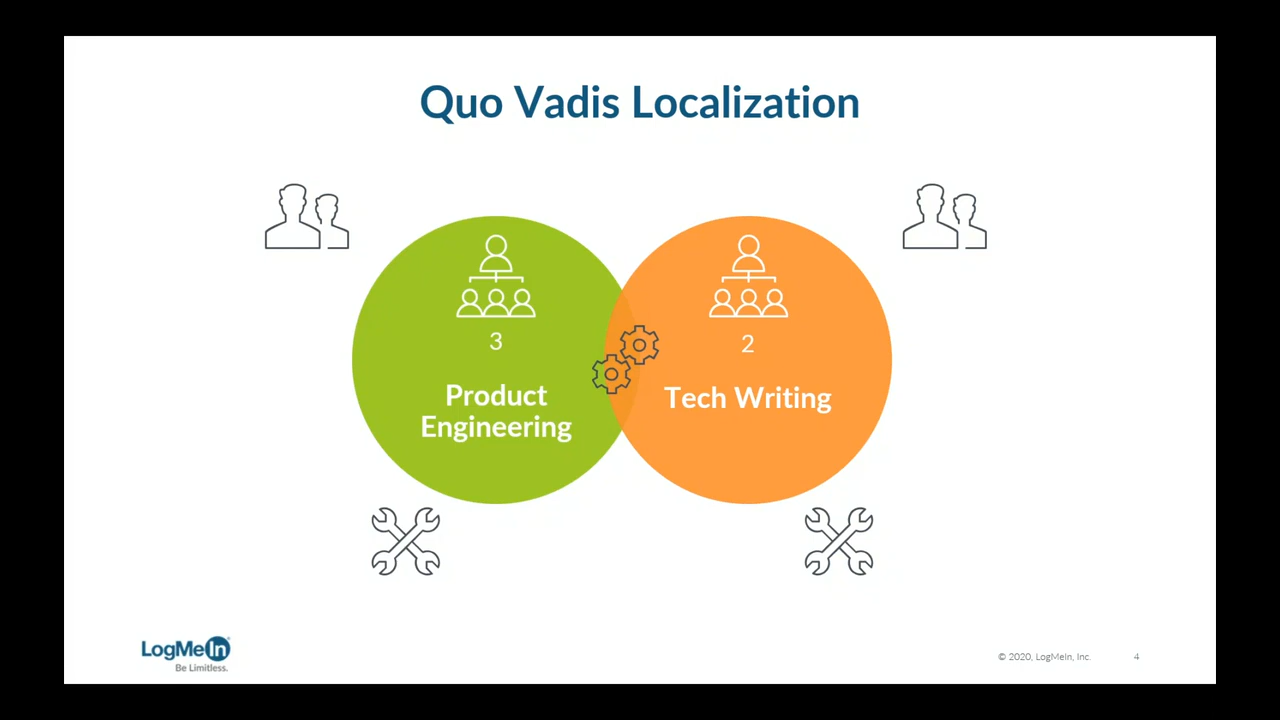 Quo Vadis Localization
3
Product
Engineering
2
Tech Writing
LogMeIn
Be Limitless.
© 2020, LogMeIn, Inc.
4